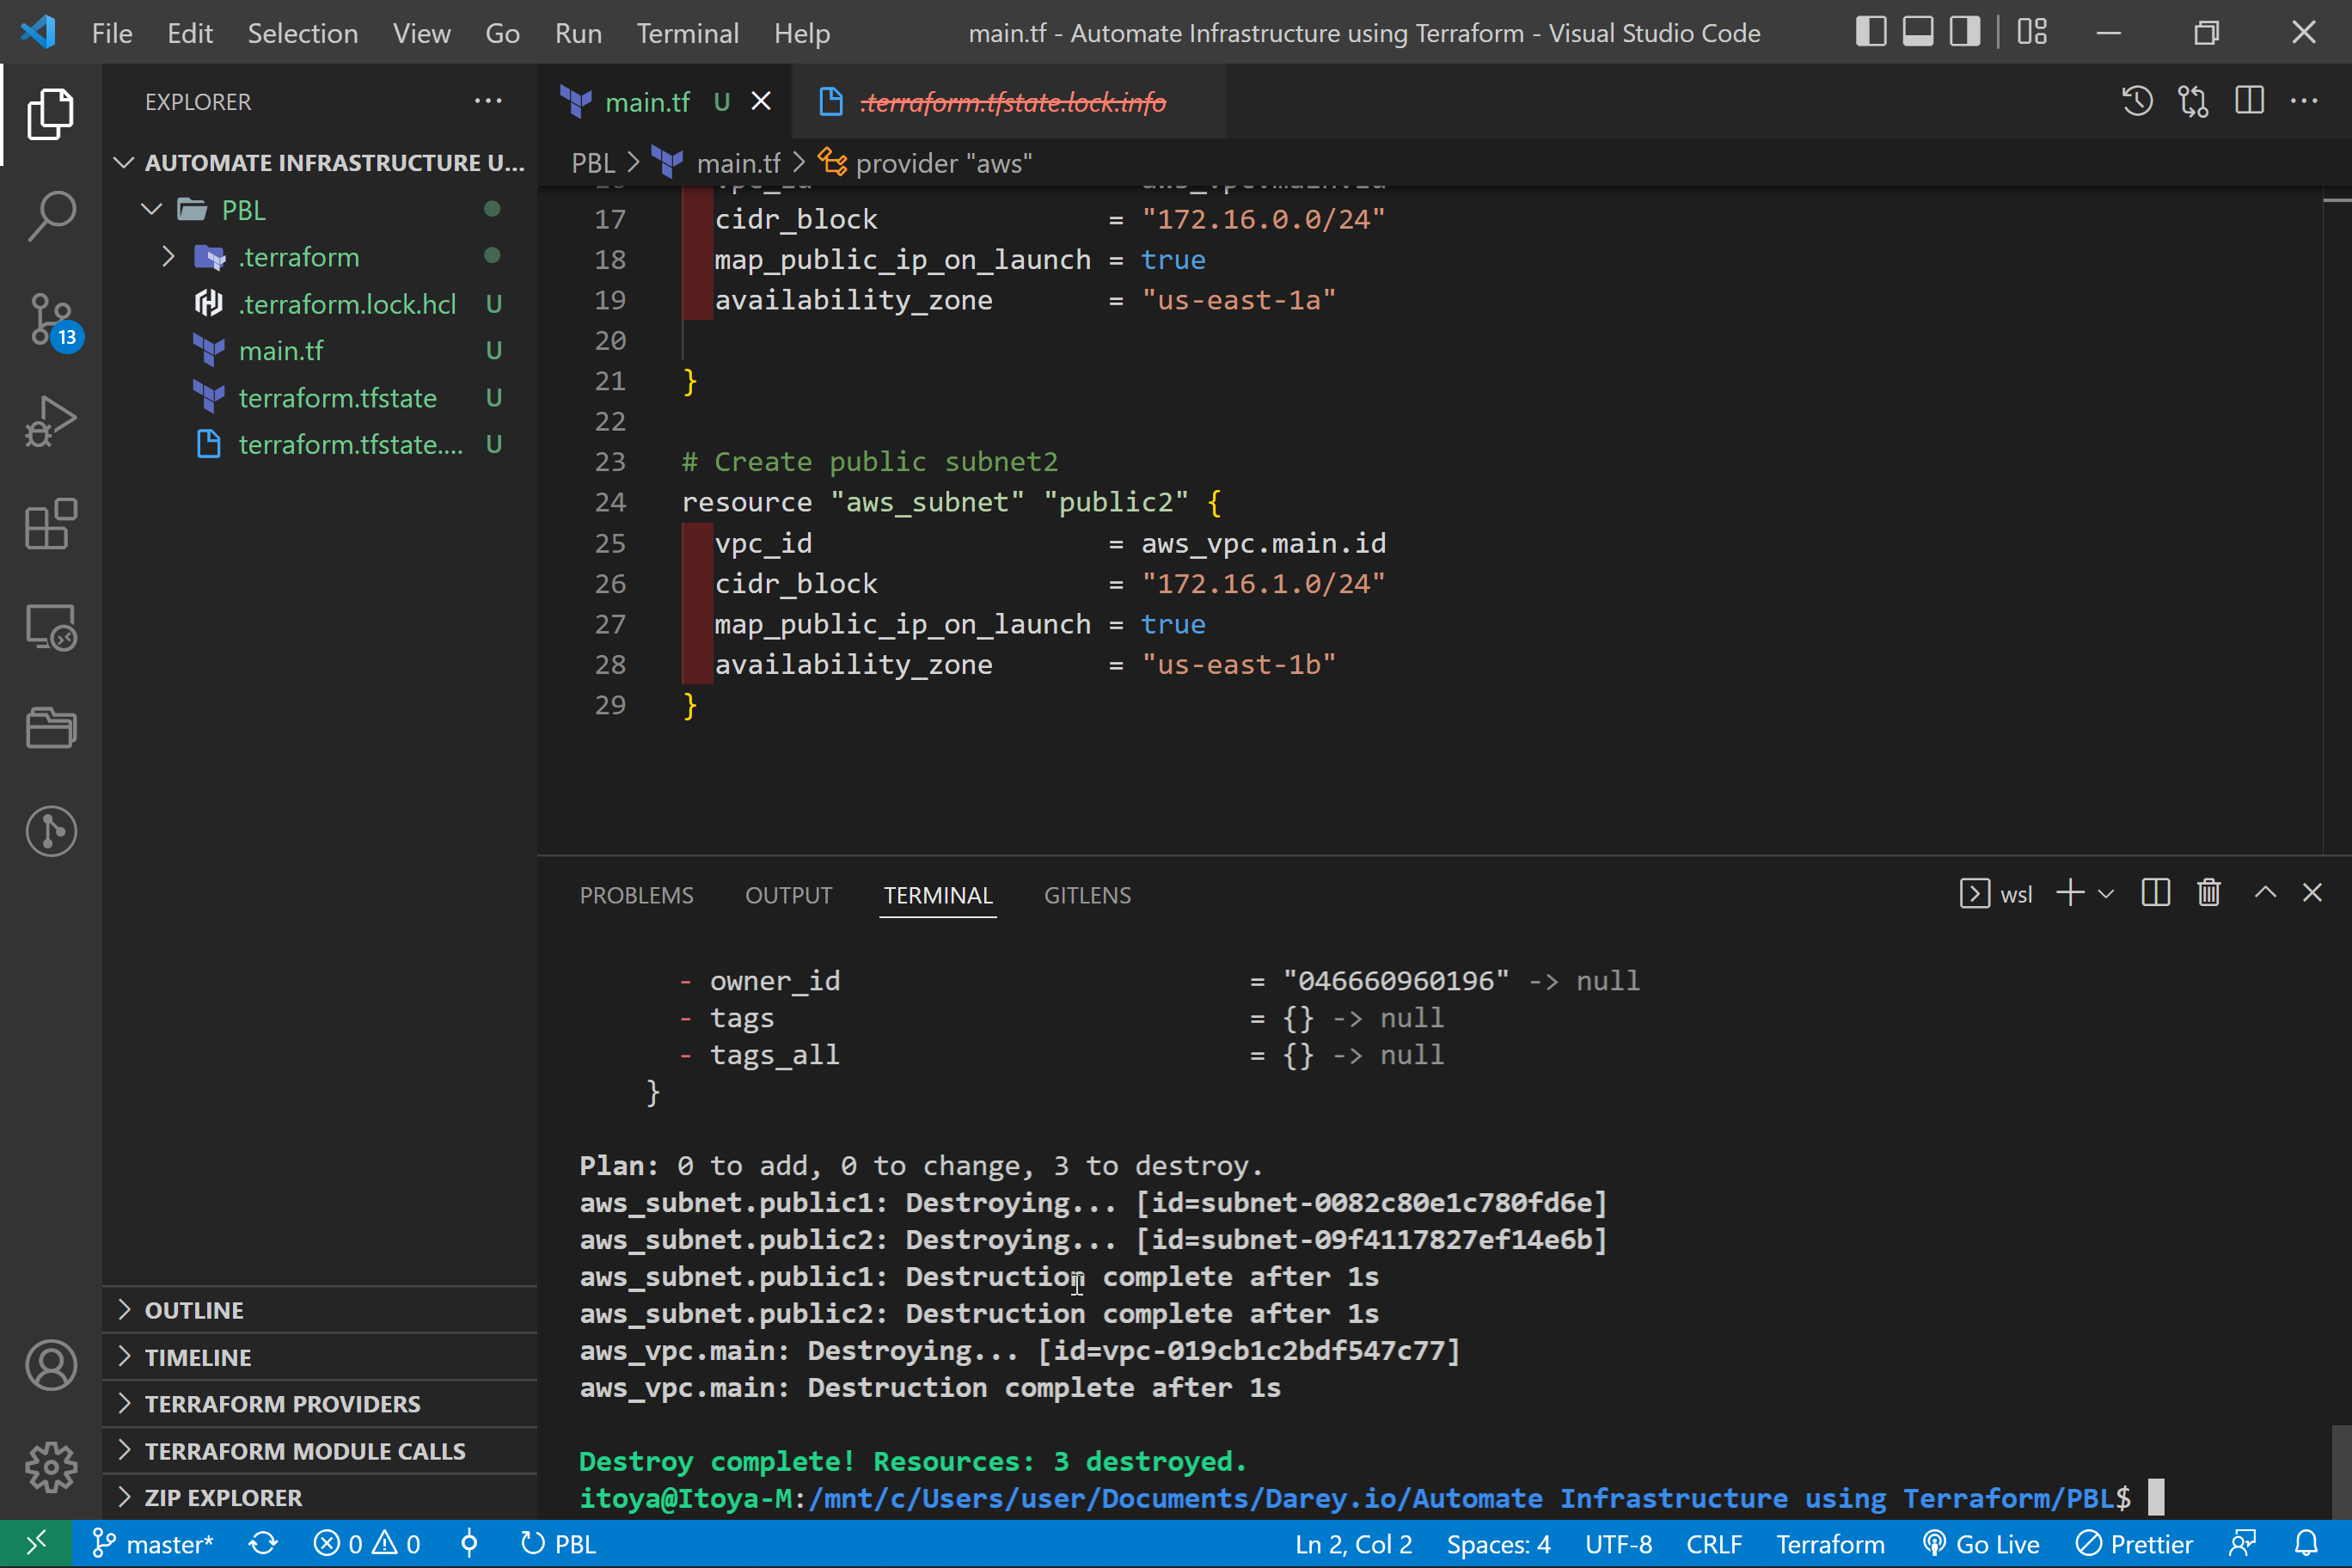 File Edit Selection View Go Run Terminal Help main.tf - Automate Infrastructure using Terraform - Visual Studio Code
EXPLORER ...
AUTOMATE INFRASTRUCTURE U...
PBL
.terraform
.terraform.lock.hcl U
main.tf U
terraform.tfstate U
terraform.tfstate.... U
13
OUTLINE
TIMELINE
TERRAFORM PROVIDERS
TERRAFORM MODULE CALLS
ZIP EXPLORER
main.tf U .terraform.tfstate.lock.info
PBL > main.tf > provider "aws"
16 vpc_id = aws_vpc.main.id
17 cidr_block = "172.16.0.0/24"
18 map_public_ip_on_launch = true
19 availability_zone = "us-east-1a"
20
21 }
22
23 # Create public subnet2
24 resource "aws_subnet" "public2" {
25 vpc_id = aws_vpc.main.id
26 cidr_block = "172.16.1.0/24"
27 map_public_ip_on_launch = true
28 availability_zone = "us-east-1b"
29 }
PROBLEMS OUTPUT TERMINAL GITLENS wsl
- owner_id = "046660960196" -> null
- tags = {} -> null
- tags_all = {} -> null
}
Plan: 0 to add, 0 to change, 3 to destroy.
aws_subnet.public1: Destroying... [id=subnet-0082c80e1c780fd6e]
aws_subnet.public2: Destroying... [id=subnet-09f4117827ef14e6b]
aws_subnet.public1: Destruction complete after 1s
aws_subnet.public2: Destruction complete after 1s
aws_vpc.main: Destroying... [id=vpc-019cb1c2bdf547c77]
aws_vpc.main: Destruction complete after 1s
Destroy complete! Resources: 3 destroyed.
itoya@Itoya-M:/mnt/c/Users/user/Documents/Darey.io/Automate Infrastructure using Terraform/PBL$
master* 0 0 PBL Ln 2, Col 2 Spaces: 4 UTF-8 CRLF Terraform Go Live Prettier